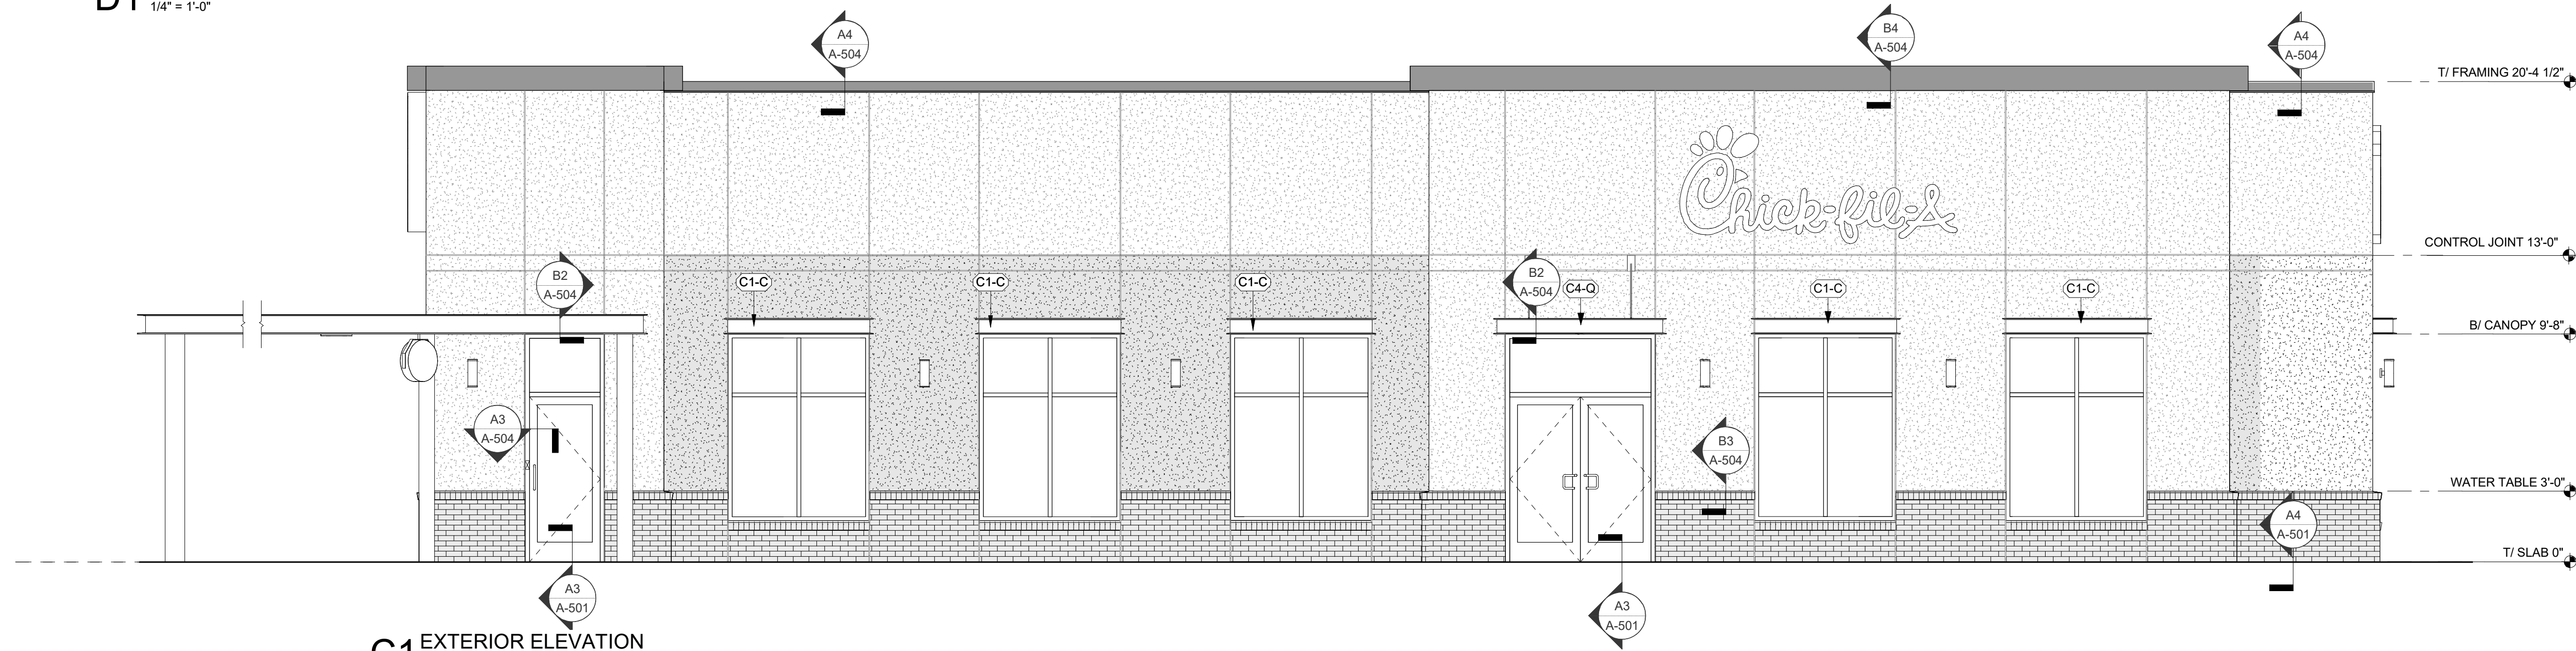 D1
1/4" = 1'-0"
A4
A-504
B4
A-504
A4
A-504
T/ FRAMING 20'-4 1/2"
Chick-fil-A
CONTROL JOINT 13'-0"
B2
A-504
C1-C
C1-C
C1-C
B2
A-504
C4-Q
C1-C
C1-C
B/ CANOPY 9'-8"
A3
A-504
B3
A-504
WATER TABLE 3'-0"
A4
A-501
T/ SLAB 0"
A3
A-501
A3
A-501
C1 EXTERIOR ELEVATION